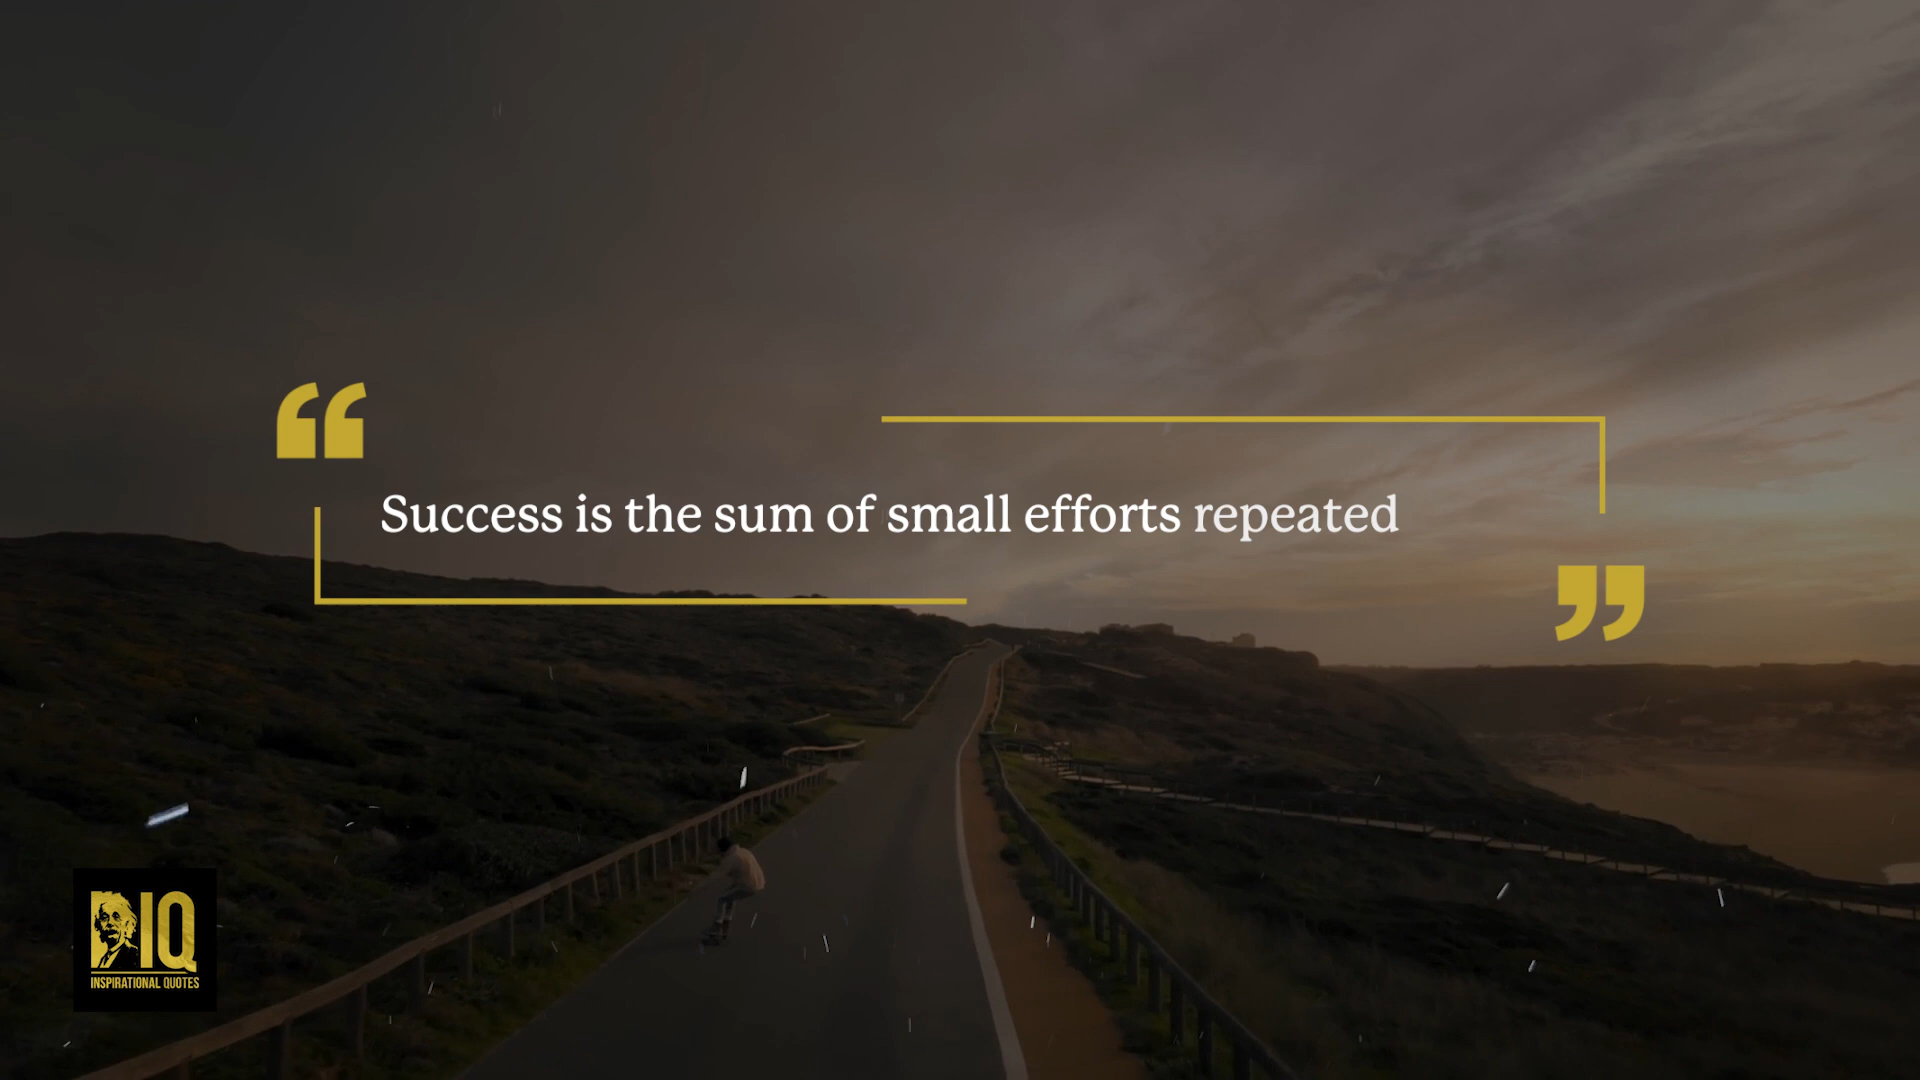 “
Success is the sum of small efforts repeated
”
IQ
INSPIRATIONAL QUOTES